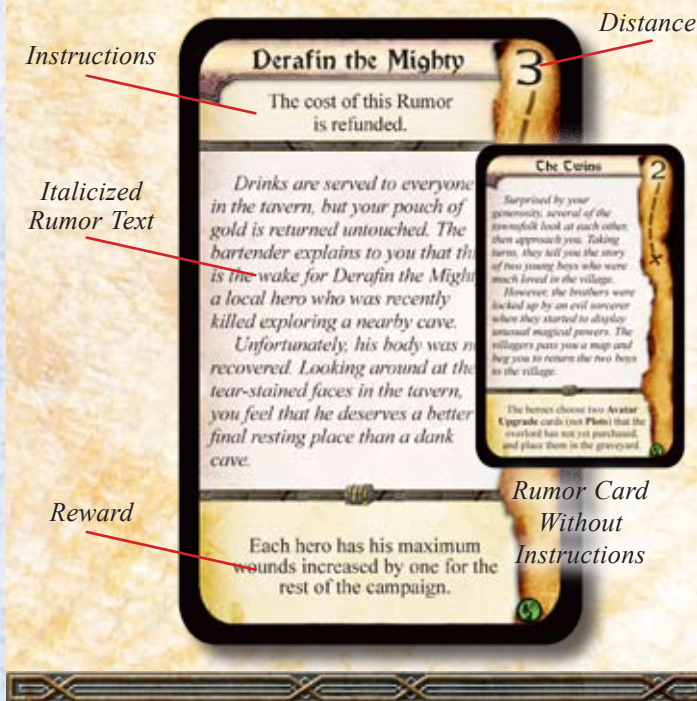 Instructions
Distance
Derafin the Mighty
3
The cost of this Rumor
is refunded.
Italicized
Rumor Text
Drinks are served to everyone
in the tavern, but your pouch of
gold is returned untouched. The
bartender explains to you that
is the wake for Derafin the
a local hero who was recently
killed exploring a nearby cave.
Unfortunately, his body was
recovered. Looking around at the
tear-stained faces in the tavern,
you feel that he deserves a better
final resting place than a dank
cave.
Reward
Each hero has his maximum
wounds increased by one for the
rest of the campaign.
The Twins
2
Surprised by your
generosity, several of the
townsfolk look at each other,
then approach you. Taking
turns, they tell you the story
of two young boys who were
much loved in the village.
However, the brothers were
locked up by an evil sorcerer
when they started to display
unusual magical powers. The
villagers pass you a map and
beg you to return the two boys
to the village.
The heroes choose two Avatar
Upgrade cards (not Plots) that the
overlord has not yet purchased,
and place them in the graveyard.
Rumor Card
Without
Instructions